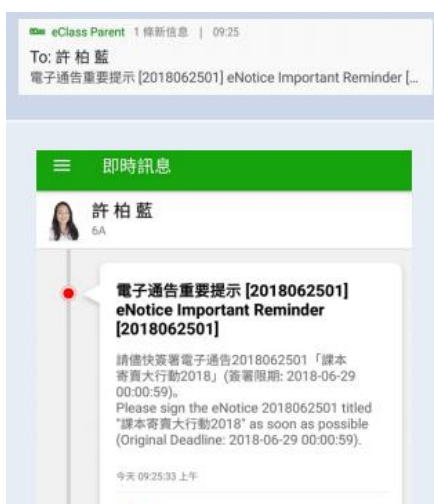 eClass Parent 1 條新信息 | 09:25
To: 許 柏 藍
電子通告重要提示 [2018062501] eNotice Important Reminder [...
即時訊息
許 柏 藍
6A
電子通告重要提示 [2018062501]
eNotice Important Reminder
[2018062501]
請儘快簽署電子通告2018062501「課本
寄賣大行動2018」(簽署限期: 2018-06-29
00:00:59)。
Please sign the eNotice 2018062501 titled
"課本寄賣大行動2018" as soon as possible
(Original Deadline: 2018-06-29 00:00:59).
今天 09:25:33 上午